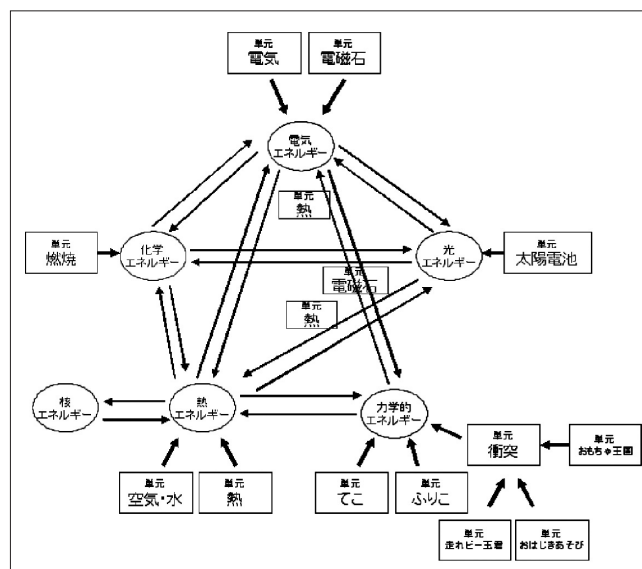 単元
電気
単元
電磁石
電気
エネルギー
単元
熱
単元
燃焼
化学
エネルギー
光
エネルギー
単元
太陽電池
単元
電磁石
単元
熱
核
エネルギー
熱
エネルギー
力学的
エネルギー
単元
衝突
単元
おもちゃ王国
単元
空気・水
単元
熱
単元
てこ
単元
ふりこ
単元
走れビー玉君
単元
おはじきあそび